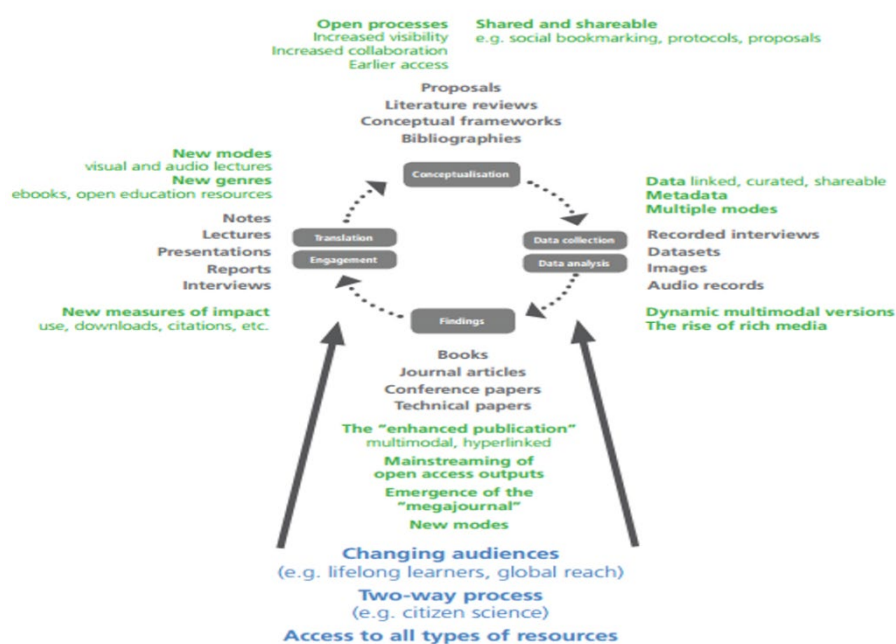 Open processes
Increased visibility
Increased collaboration
Earlier access
Shared and shareable
e.g. social bookmarking, protocols, proposals
Proposals
Literature reviews
Conceptual frameworks
Bibliographies
Conceptualisation
New modes
visual and audio lectures
New genres
ebooks, open education resources
Notes
Lectures
Presentations
Reports
Interviews
Translation
Engagement
New measures of impact
use, downloads, citations, etc.
Data linked, curated, shareable
Metadata
Multiple modes
Data collection
Data analysis
Recorded interviews
Datasets
Images
Audio records
Dynamic multimodal versions
The rise of rich media
Findings
Books
Journal articles
Conference papers
Technical papers
The “enhanced publication”
multimodal, hyperlinked
Mainstreaming of
open access outputs
Emergence of the
“megajournal”
New modes
Changing audiences
(e.g. lifelong learners, global reach)
Two-way process
(e.g. citizen science)
Access to all types of resources